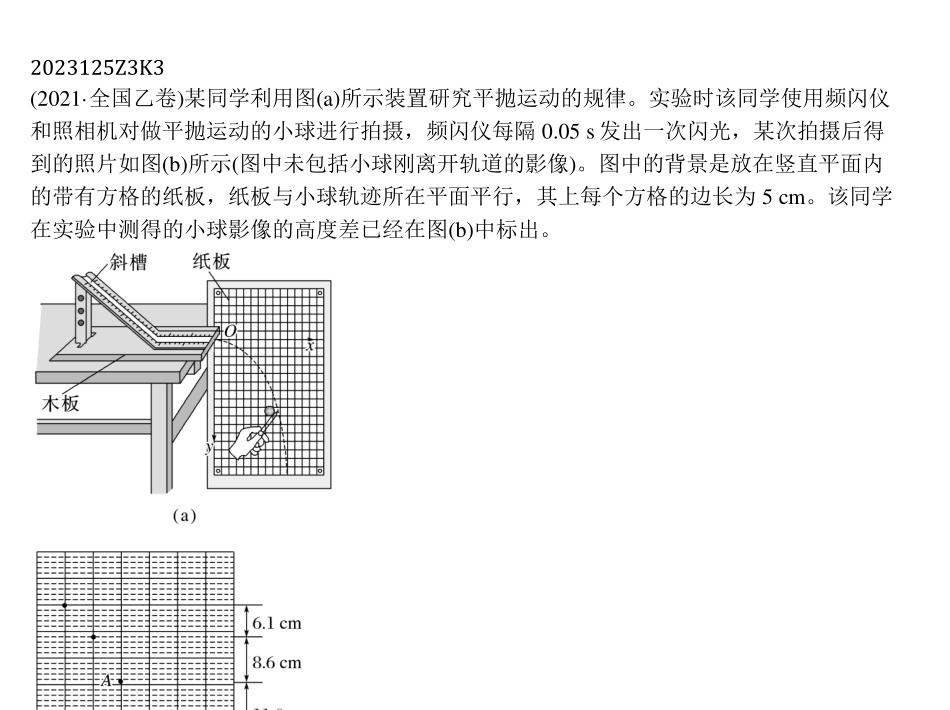 2023125Z3K3
(2021·全国乙卷)某同学利用图(a)所示装置研究平抛运动的规律。实验时该同学使用频闪仪
和照相机对做平抛运动的小球进行拍摄，频闪仪每隔 0.05 s 发出一次闪光，某次拍摄后得
到的照片如图(b)所示(图中未包括小球刚离开轨道的影像)。图中的背景是放在竖直平面内
的带有方格的纸板，纸板与小球轨迹所在平面平行，其上每个方格的边长为 5 cm。该同学
在实验中测得的小球影像的高度差已经在图(b)中标出。
斜槽
纸板
O
x
木板
y
(a)
6.1 cm
8.6 cm
A